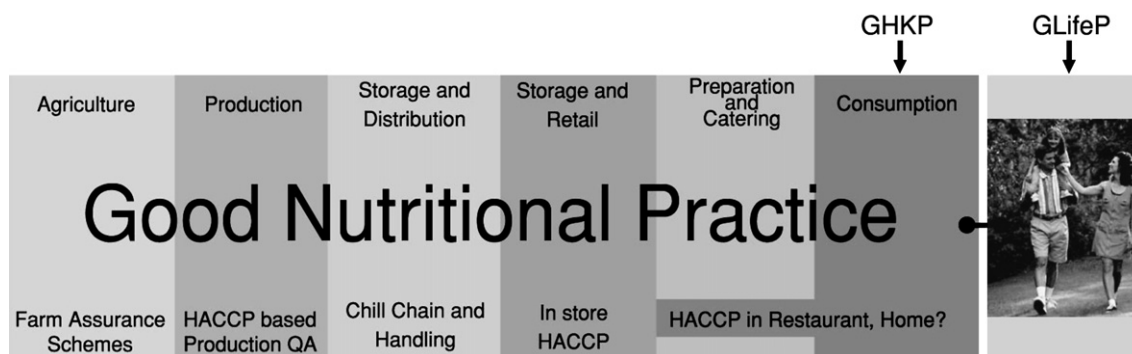 GHKP
GLifeP
Agriculture
Production
Storage and
Distribution
Storage and
Retail
Preparation
and
Catering
Consumption
Good Nutritional Practice
Farm Assurance
Schemes
HACCP based
Production QA
Chill Chain and
Handling
In store
HACCP
HACCP in Restaurant, Home?